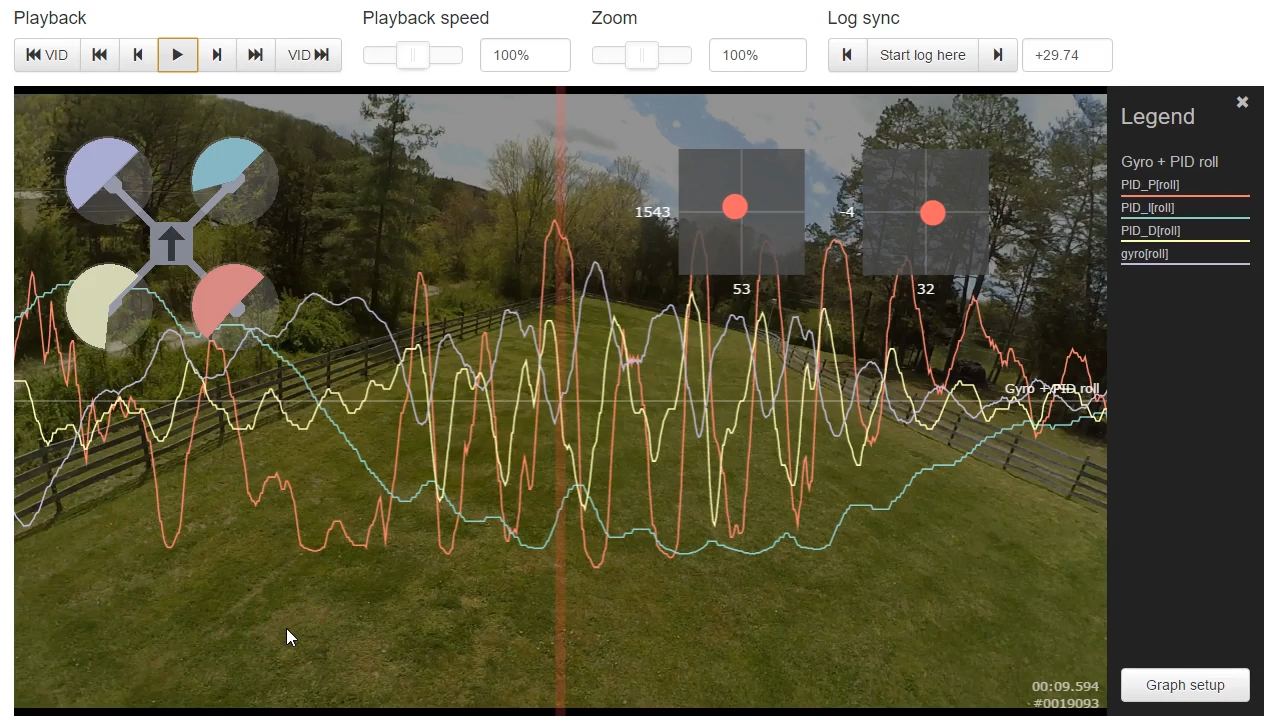 Playback
Playback speed
Zoom
Log sync
VID
VID
100%
100%
Start log here
+29.74
Legend
Gyro + PID roll
PID_P[roll]
PID_I[roll]
PID_D[roll]
gyro[roll]
1543
53
-4
32
Gyro + PID roll
00:09.594
#0019093
Graph setup